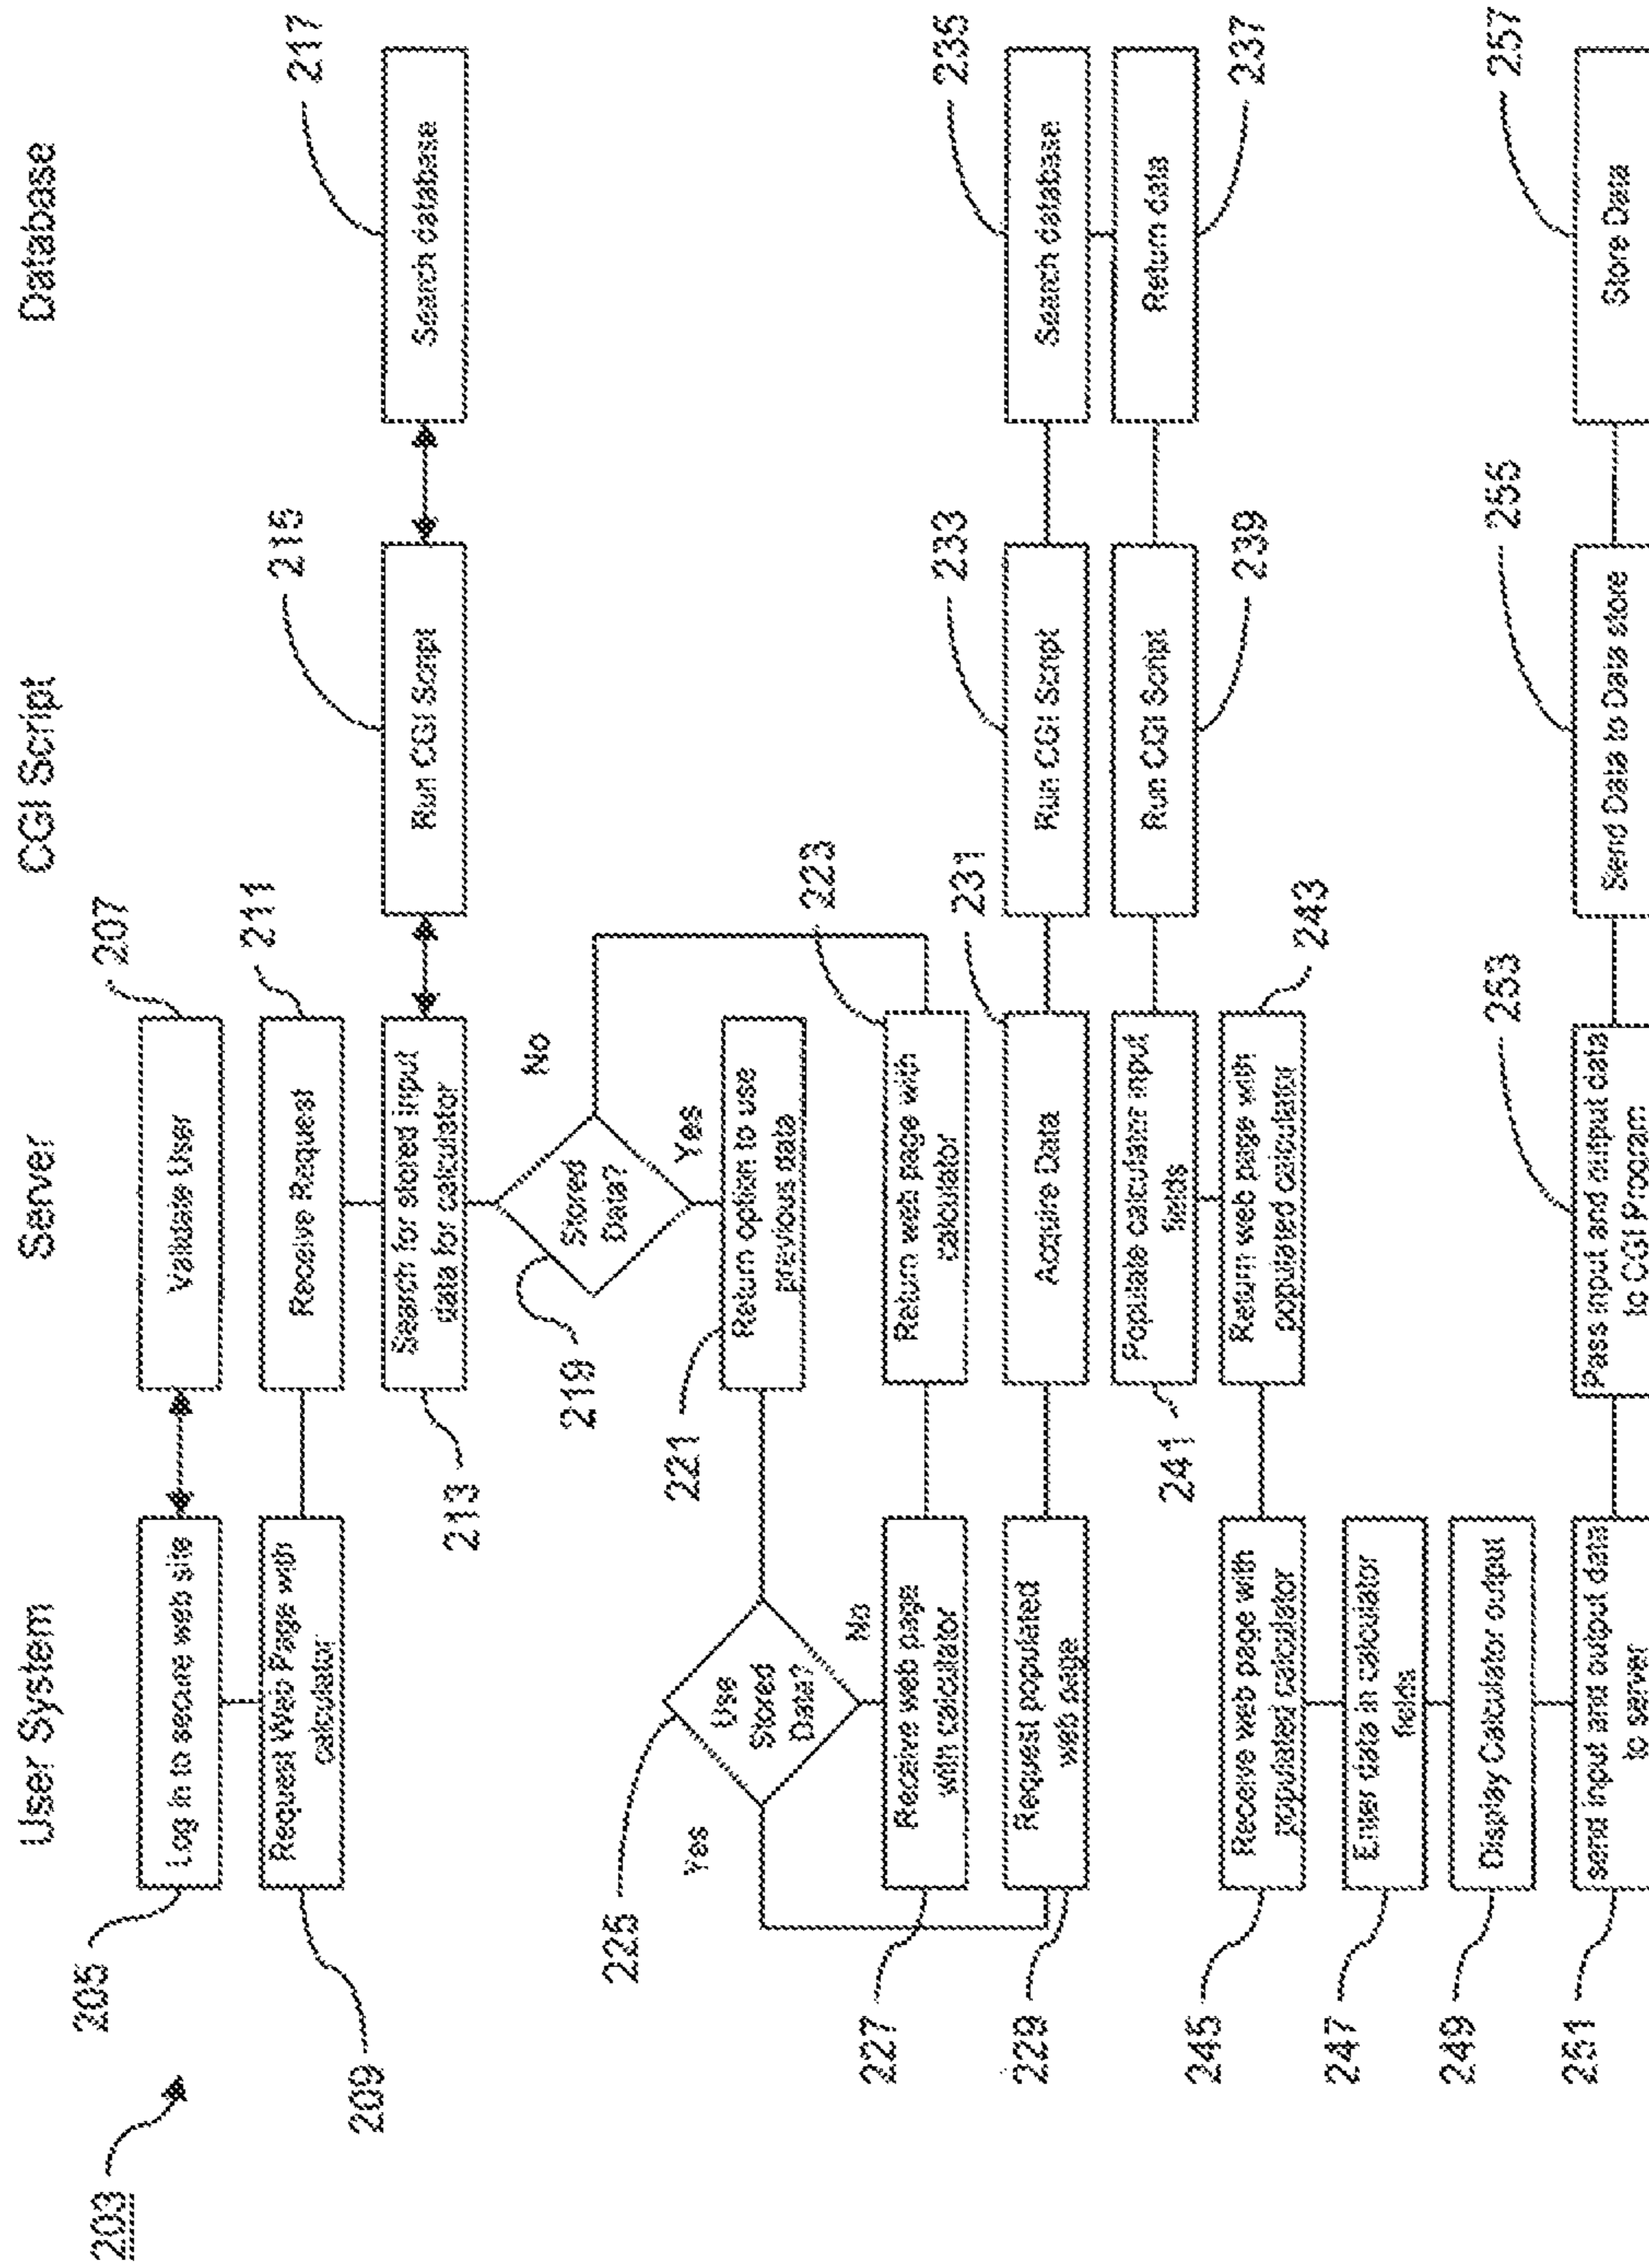 203
User System
Server
CGI Script
Database
205
Log in to secure web site
Validate User
207
209
Request Web Page with
calculator
Receive Request
211
213
Search for stored input
data for calculator
Run CGI Script
215
Search database
217
219
Stored
Data?
No
Yes
221
Return option to use
previous data
225
Use
Stored
Data?
Yes
No
227
Receive web page
with calculator
Return web page with
calculator
223
229
Request populated
web page
Acquire Data
231
Run CGI Script
233
Search database
235
241
Populate calculator input
fields
Run CGI Script
239
Return data
237
245
Receive web page with
populated calculator
Return web page with
populated calculator
243
247
Enter data in calculator
fields
249
Display Calculator output
251
send input and output data
to server
Pass input and output data
to CGI Program
253
Send Data to Data store
255
Store Data
257